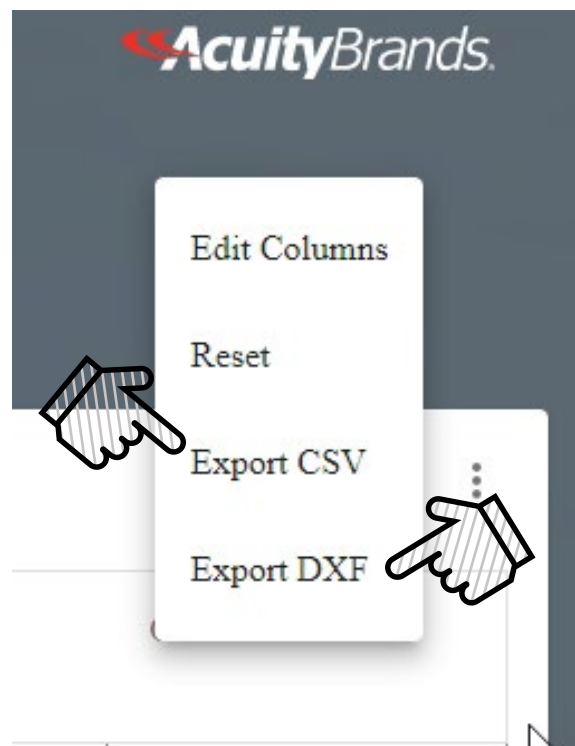 AcuityBrands.
Edit Columns
Reset
Export CSV
Export DXF